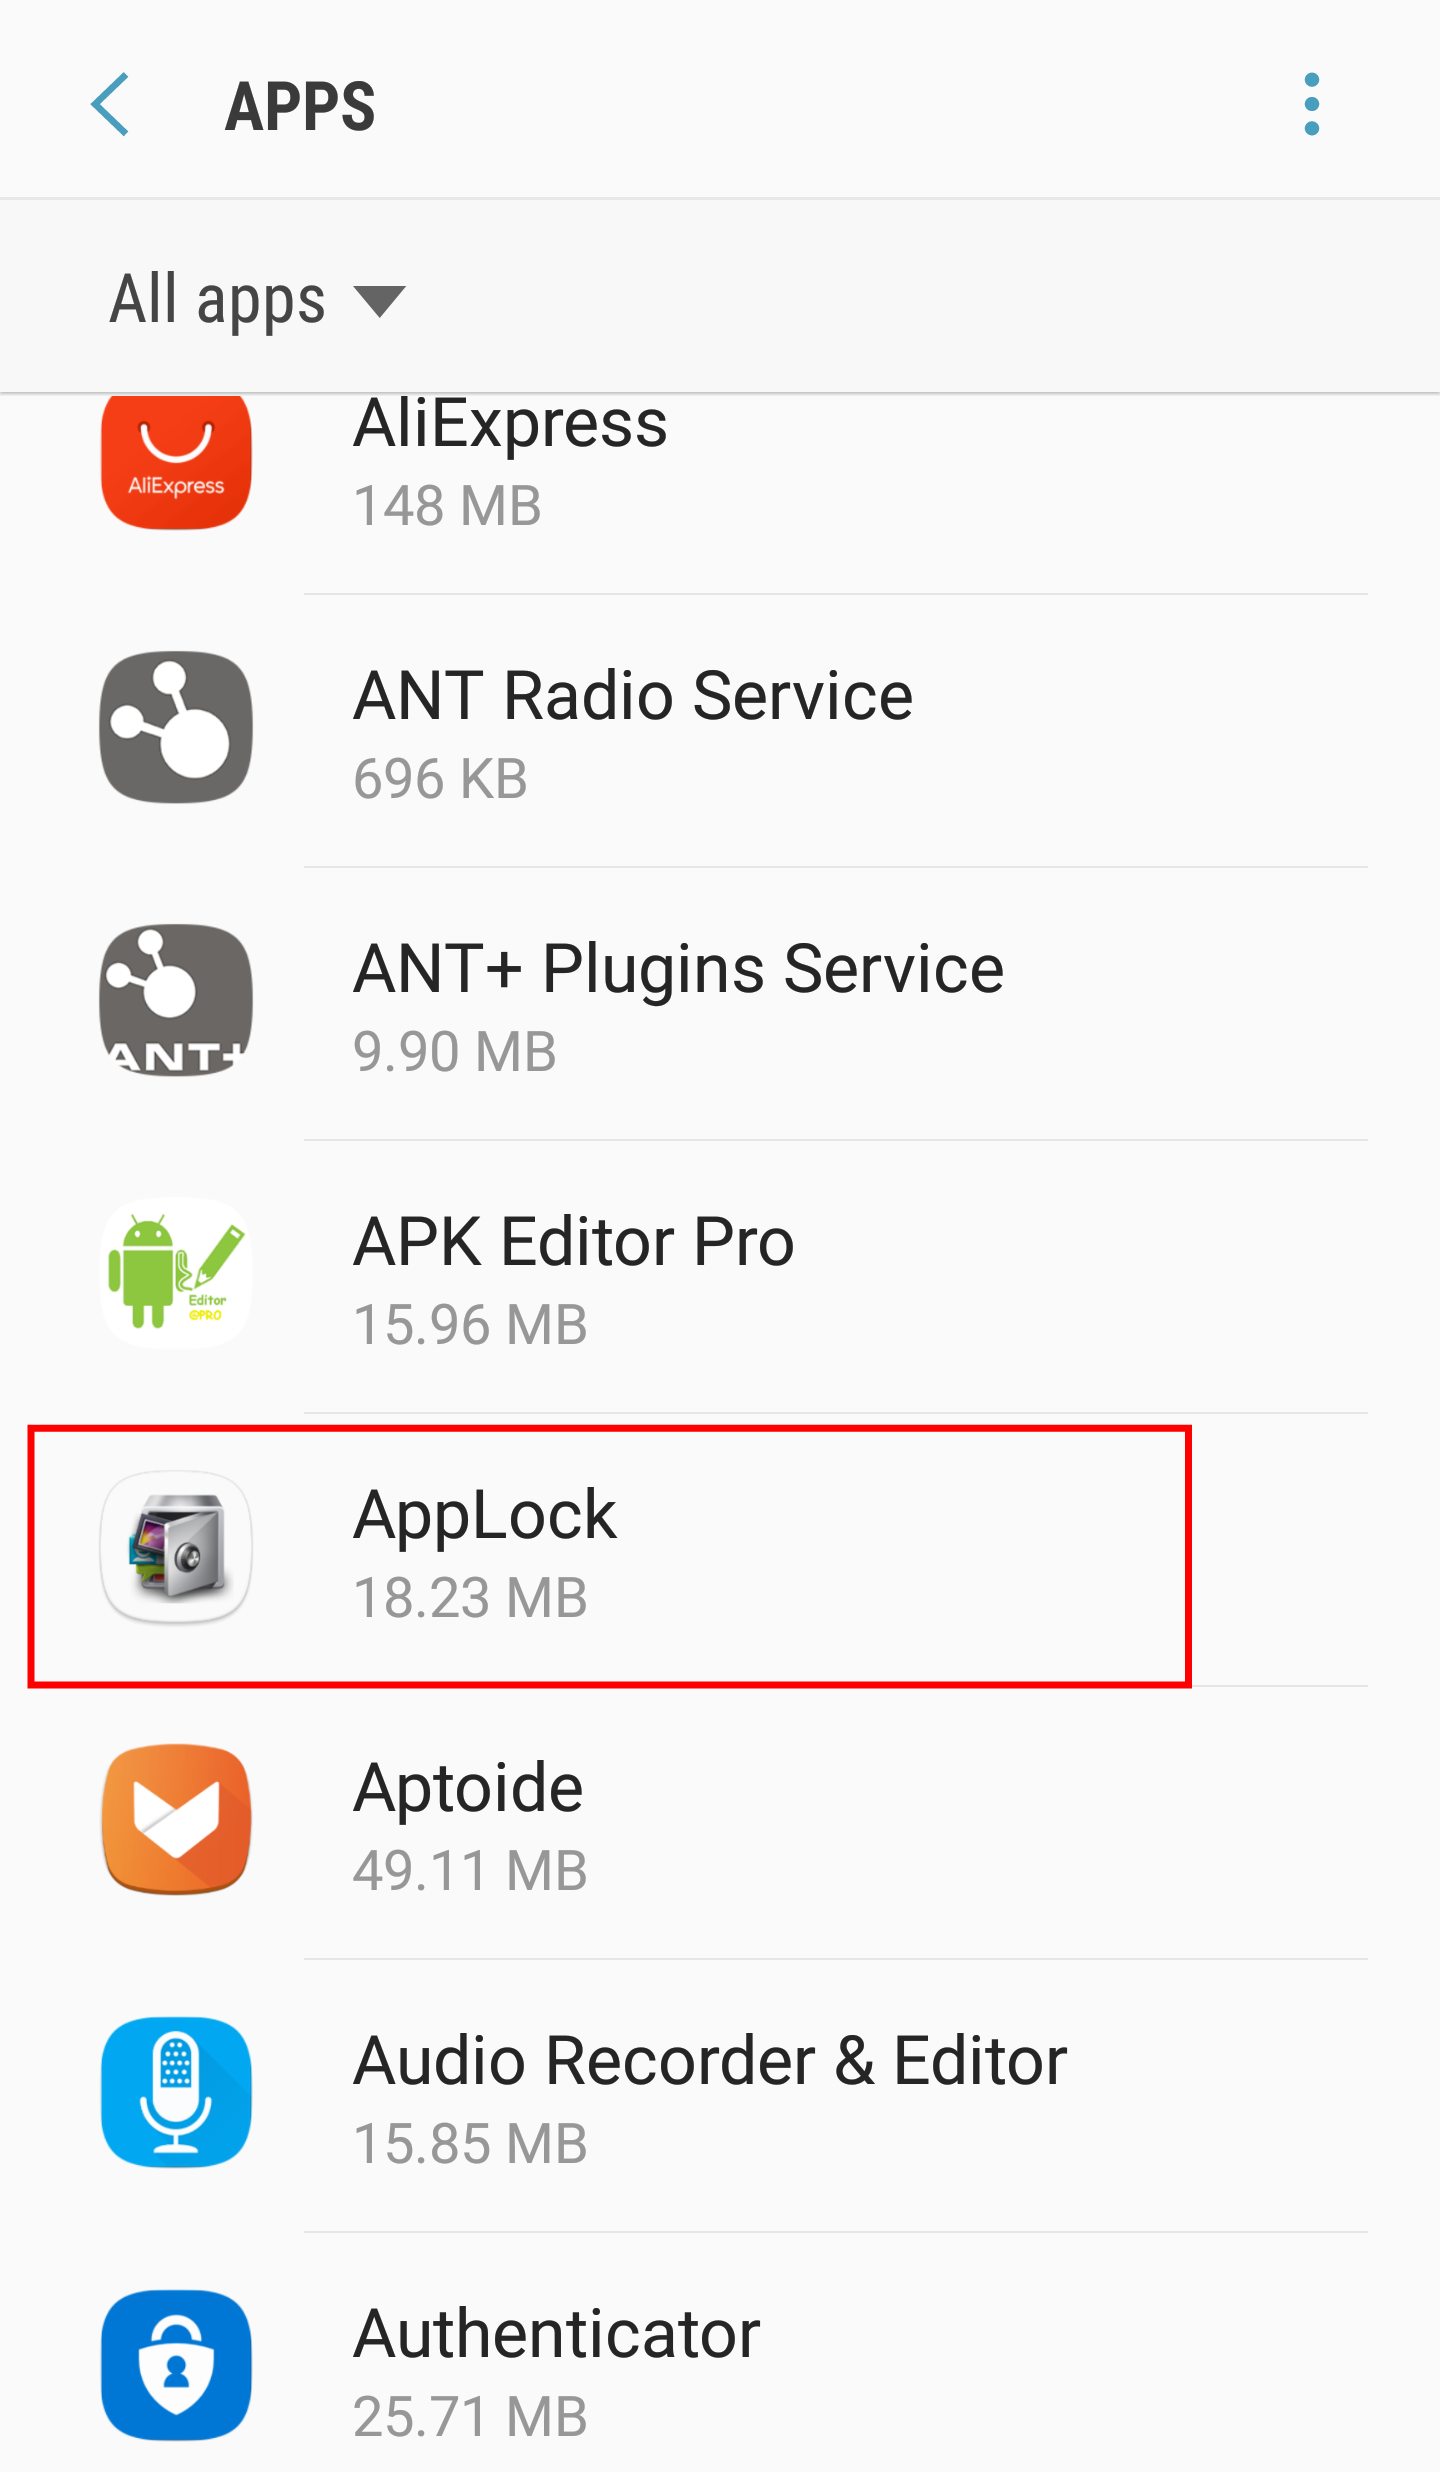 APPS
All apps
AliExpress
AliExpress
148 MB
ANT Radio Service
696 KB
ANT+ Plugins Service
9.90 MB
ANT+
APK Editor Pro
Editor
@PRO
15.96 MB
AppLock
18.23 MB
Aptoide
49.11 MB
Audio Recorder & Editor
15.85 MB
Authenticator
25.71 MB